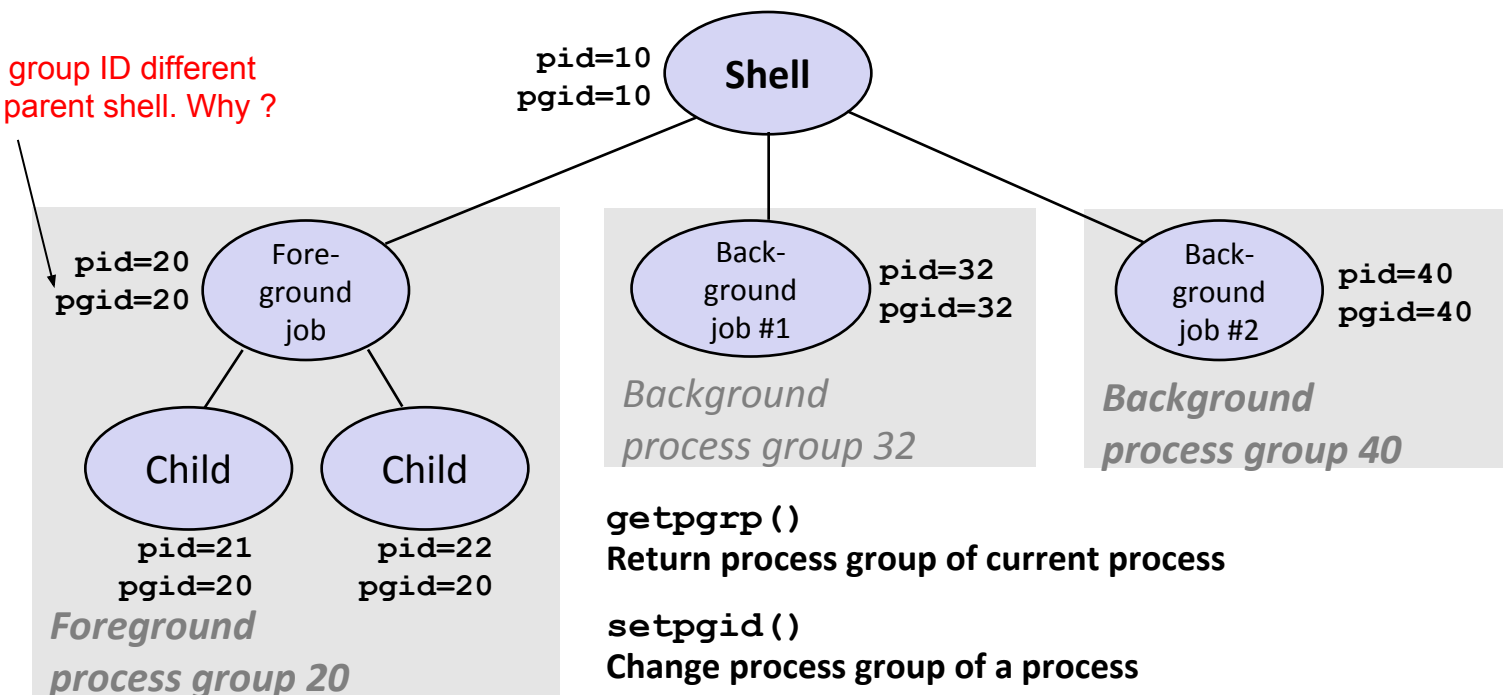 group ID different
parent shell. Why ?
pid=10
pgid=10
Shell
pid=20
pgid=20
Fore-
ground
job
Back-
ground
job #1
pid=32
pgid=32
Back-
ground
job #2
pid=40
pgid=40
Child
Child
pid=21
pgid=20
pid=22
pgid=20
Foreground
process group 20
Background
process group 32
Background
process group 40
getpgrp()
Return process group of current process
setpgid()
Change process group of a process